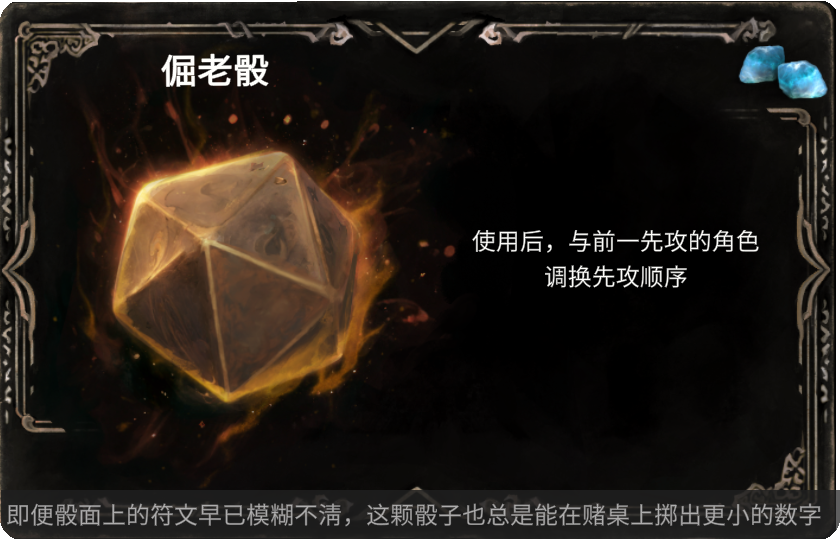 倔老骰
使用后，与前一先攻的角色
调换先攻顺序
即便骰面上的符文早已模糊不清，这颗骰子也总是能在赌桌上掷出更小的数字